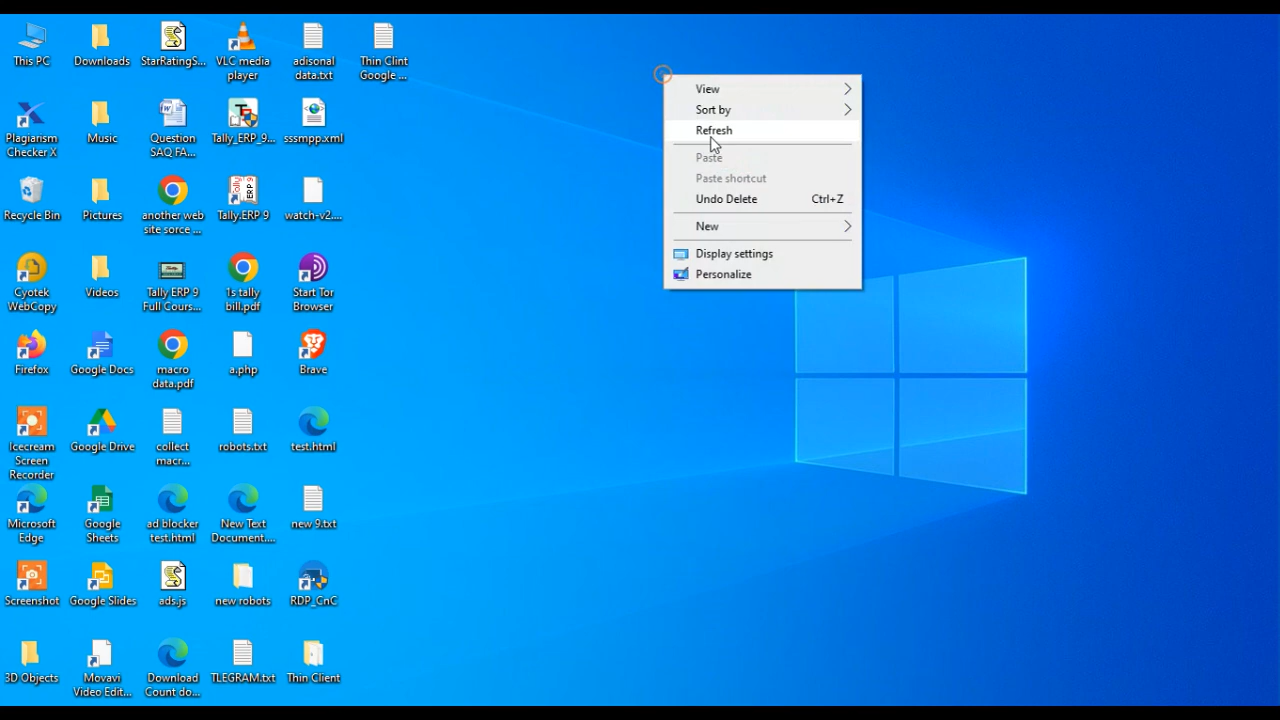 This PC
Downloads
StarRatingS...
VLC media
player
adisonal
data.txt
Thin Clint
Google ...
Plagiarism
Checker X
Music
Question
SAQ FA...
Tally_ERP_9...
sssmpp.xml
Recycle Bin
Pictures
another web
site sorce ...
Tally.ERP 9
watch-v2....
Cyotek
WebCopy
Videos
Tally ERP 9
Full Cours...
1s tally
bill.pdf
Start Tor
Browser
Firefox
Google Docs
macro
data.pdf
a.php
Brave
Icecream
Screen
Recorder
Google Drive
collect
macr...
robots.txt
test.html
Microsoft
Edge
Google
Sheets
ad blocker
test.html
New Text
Document....
new 9.txt
Screenshot
Google Slides
ads.js
new robots
RDP_CnC
3D Objects
Movavi
Video Edit...
Download
Count do...
TLEGRAM.txt
Thin Client
View
Sort by
Refresh
Paste
Paste shortcut
Undo Delete Ctrl+Z
New
Display settings
Personalize